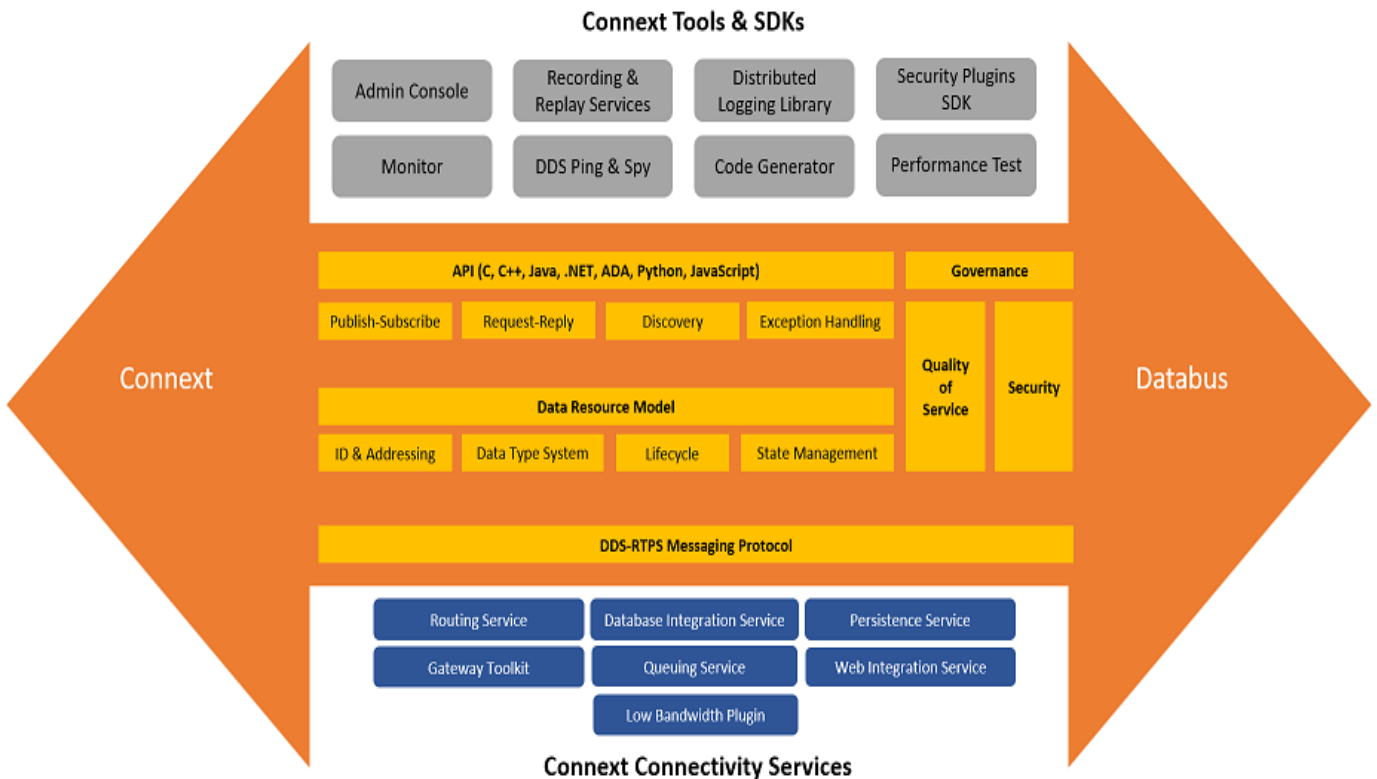 Connext Tools & SDKs
Admin Console
Recording &
Replay Services
Distributed
Logging Library
Security Plugins
SDK
Monitor
DDS Ping & Spy
Code Generator
Performance Test
API (C, C++, Java, .NET, ADA, Python, JavaScript)
Governance
Publish-Subscribe
Request-Reply
Discovery
Exception Handling
Quality
of
Service
Security
Connext
Databus
Data Resource Model
ID & Addressing
Data Type System
Lifecycle
State Management
DDS-RTPS Messaging Protocol
Routing Service
Database Integration Service
Persistence Service
Gateway Toolkit
Queuing Service
Web Integration Service
Low Bandwidth Plugin
Connext Connectivity Services